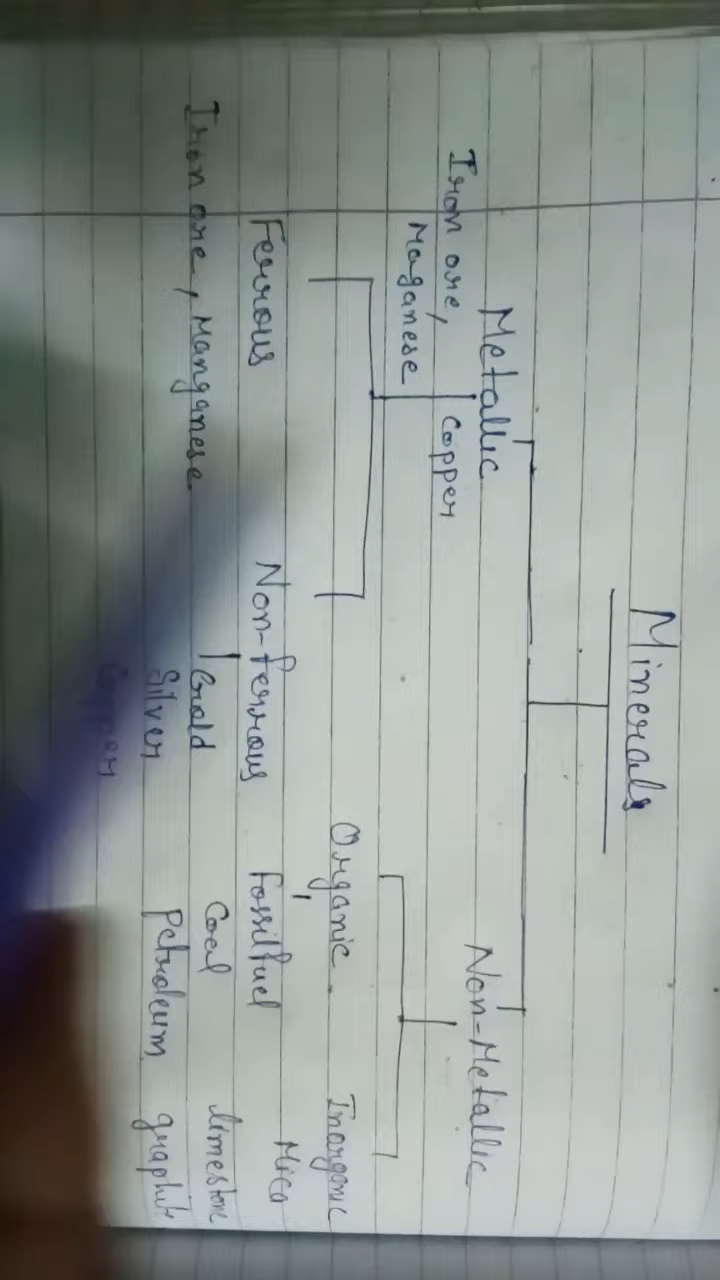 Minerals
Metallic
Non-Metallic
Iron ore, Copper
Maganese
Organic
Inorganic
Ferrous
Non-ferrous
Fossil fuel
Mica
Iron ore, Manganese
Gold
Coal
limestone
Silver
Petroleum
graphite